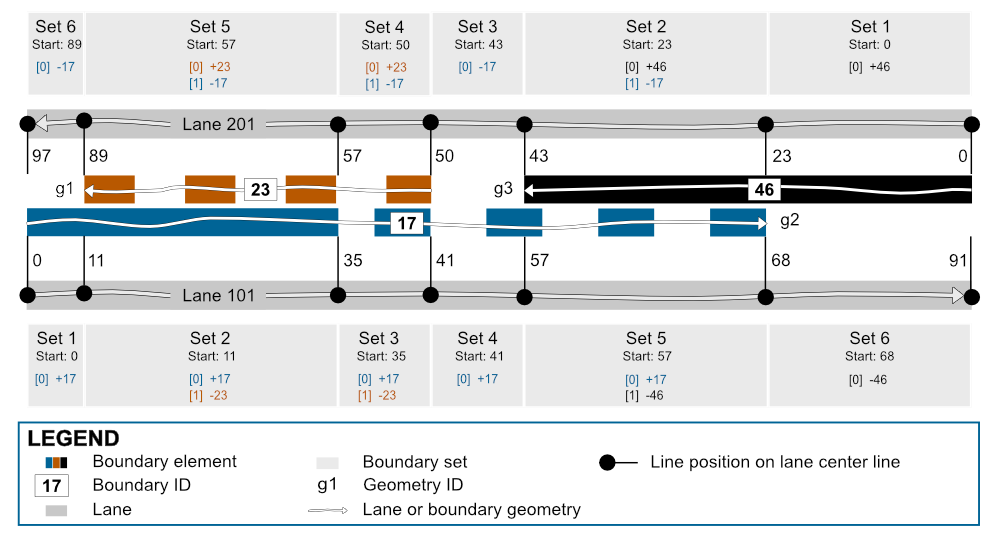 Set 6 Set 5 Set 4 Set 3 Set 2 Set 1
Start: 89 Start: 57 Start: 50 Start: 43 Start: 23 Start: 0
[0] -17 [0] +23 [0] +23 [0] -17 [0] +46 [0] +46
[1] -17 [1] -17 [1] -17
Lane 201
97 89 57 50 43 23 0
g1 23 g3 46
17 g2
0 11 35 41 57 68 91
Lane 101
Set 1 Set 2 Set 3 Set 4 Set 5 Set 6
Start: 0 Start: 11 Start: 35 Start: 41 Start: 57 Start: 68
[0] +17 [0] +17 [0] +17 [0] +17 [0] +17 [0] -46
[1] -23 [1] -23 [1] -46
LEGEND
Boundary element Boundary set Line position on lane center line
17 Boundary ID g1 Geometry ID
Lane Lane or boundary geometry